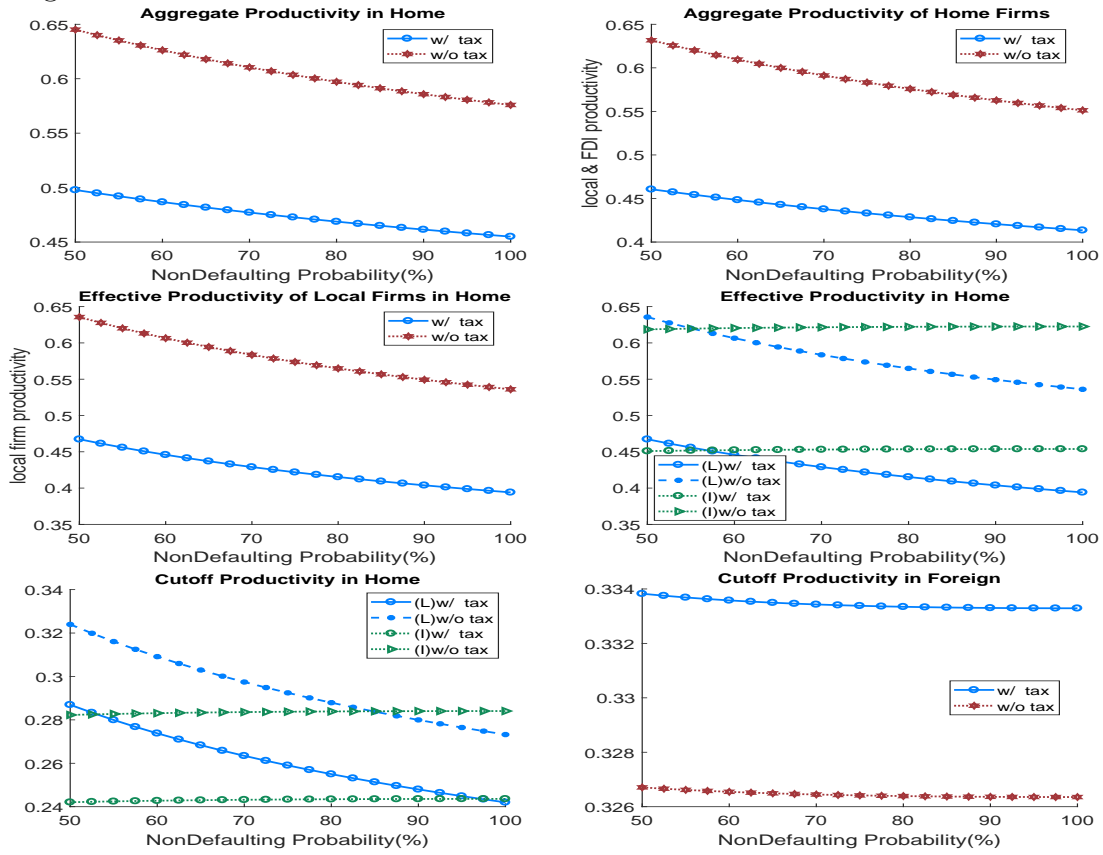 Aggregate Productivity in Home
0.65
0.6
0.55
0.5
0.45
50 60 70 80 90 100
NonDefaulting Probability(%)
w/ tax
w/o tax
Aggregate Productivity of Home Firms
local & FDI productivity
0.65
0.6
0.55
0.5
0.45
0.4
50 60 70 80 90 100
NonDefaulting Probability(%)
w/ tax
w/o tax
Effective Productivity of Local Firms in Home
local firm productivity
0.65
0.6
0.55
0.5
0.45
0.4
0.35
50 60 70 80 90 100
NonDefaulting Probability(%)
w/ tax
w/o tax
Effective Productivity in Home
0.65
0.6
0.55
0.5
0.45
0.4
0.35
50 60 70 80 90 100
NonDefaulting Probability(%)
(L)w/ tax
(L)w/o tax
(I)w/ tax
(I)w/o tax
Cutoff Productivity in Home
0.34
0.32
0.3
0.28
0.26
0.24
50 60 70 80 90 100
NonDefaulting Probability(%)
(L)w/ tax
(L)w/o tax
(I)w/ tax
(I)w/o tax
Cutoff Productivity in Foreign
0.334
0.332
0.33
0.328
0.326
50 60 70 80 90 100
NonDefaulting Probability(%)
w/ tax
w/o tax